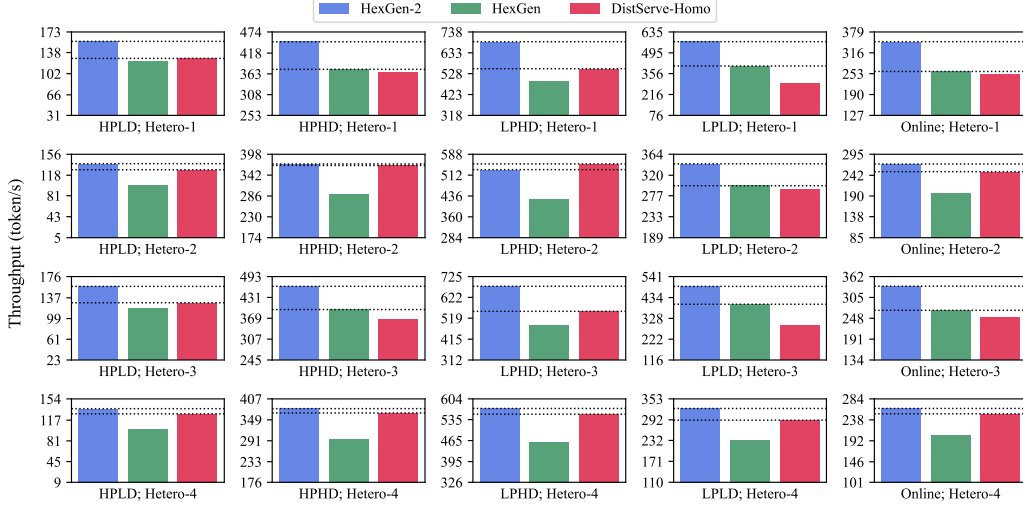 HexGen-2 HexGen DistServe-Homo
Throughput (token/s)
173 138 102 66 31
HPLD; Hetero-1
474 418 363 308 253
HPHD; Hetero-1
738 633 528 423 318
LPHD; Hetero-1
635 495 356 216 76
LPLD; Hetero-1
379 316 253 190 127
Online; Hetero-1
156 118 81 43 5
HPLD; Hetero-2
398 342 286 230 174
HPHD; Hetero-2
588 512 436 360 284
LPHD; Hetero-2
364 320 277 233 189
LPLD; Hetero-2
295 242 190 138 85
Online; Hetero-2
176 137 99 61 23
HPLD; Hetero-3
493 431 369 307 245
HPHD; Hetero-3
725 622 519 415 312
LPHD; Hetero-3
541 434 328 222 116
LPLD; Hetero-3
362 305 248 191 134
Online; Hetero-3
154 117 81 45 9
HPLD; Hetero-4
407 349 291 233 176
HPHD; Hetero-4
604 535 465 395 326
LPHD; Hetero-4
353 292 232 171 110
LPLD; Hetero-4
284 238 192 146 101
Online; Hetero-4